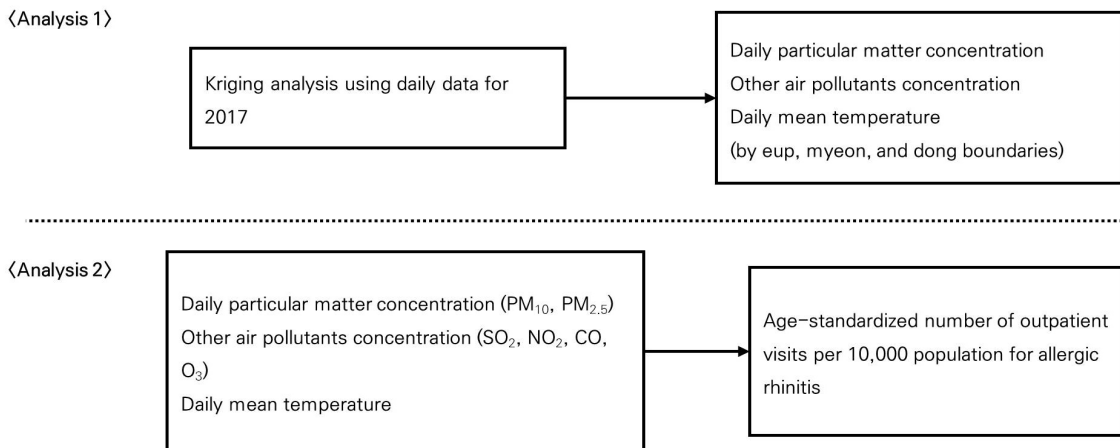 〈Analysis 1〉
Kriging analysis using daily data for
2017
Daily particular matter concentration
Other air pollutants concentration
Daily mean temperature
(by eup, myeon, and dong boundaries)
〈Analysis 2〉
Daily particular matter concentration (PM₁₀, PM₂.₅)
Other air pollutants concentration (SO₂, NO₂, CO,
O₃)
Daily mean temperature
Age-standardized number of outpatient
visits per 10,000 population for allergic
rhinitis